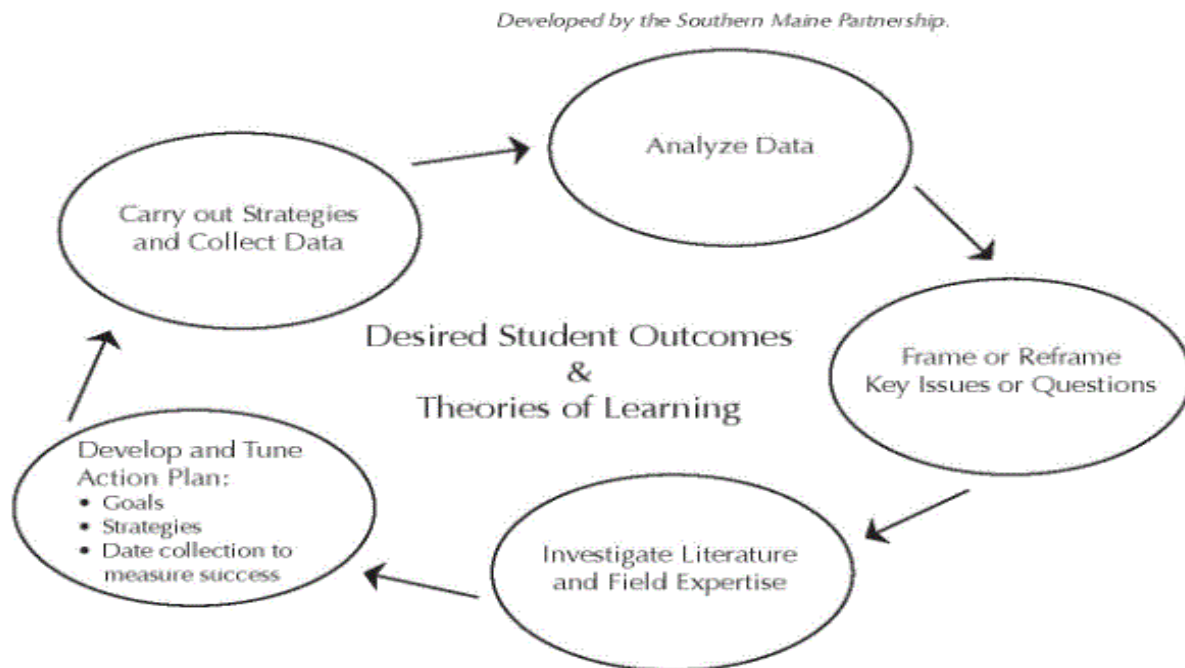 Developed by the Southern Maine Partnership.
Analyze Data
Carry out Strategies
and Collect Data
Desired Student Outcomes
&
Theories of Learning
Frame or Reframe
Key Issues or Questions
Develop and Tune
Action Plan:
• Goals
• Strategies
• Date collection to
measure success
Investigate Literature
and Field Expertise